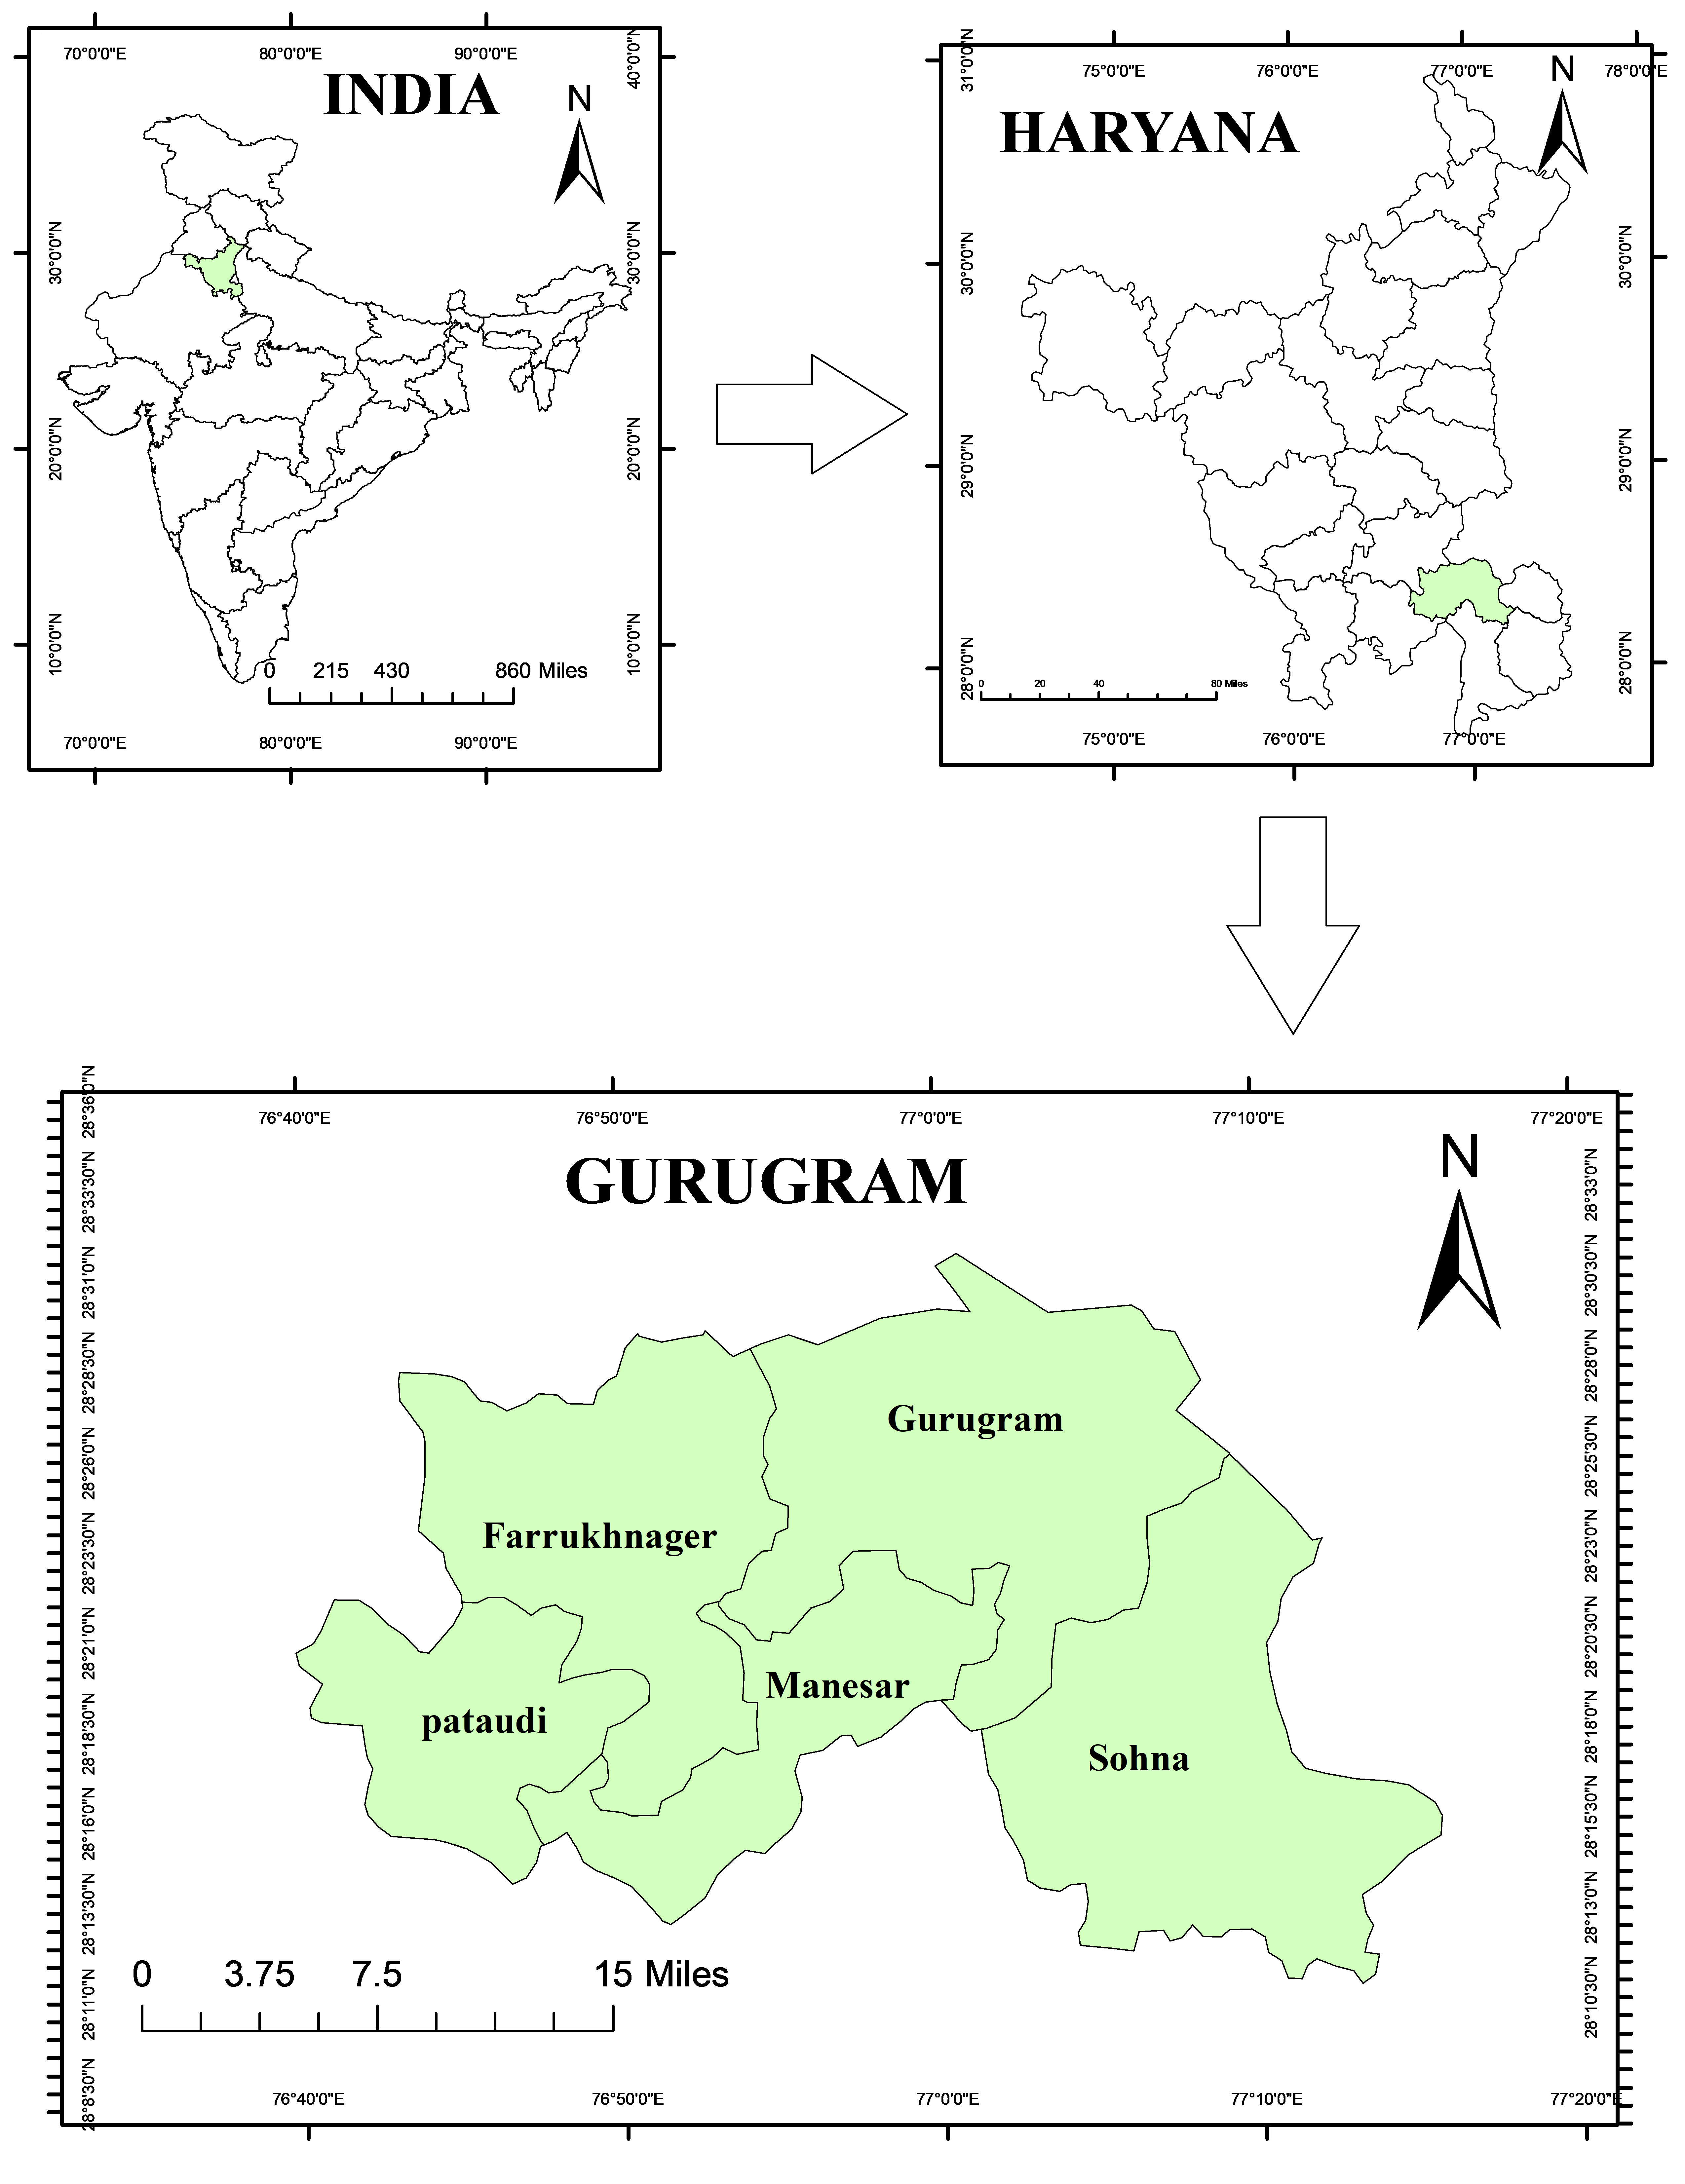 70°0'0"E 80°0'0"E 90°0'0"E
40°0'0"N
INDIA
N
30°0'0"N 30°0'0"N
20°0'0"N 20°0'0"N
10°0'0"N 10°0'0"N
0 215 430 860 Miles
70°0'0"E 80°0'0"E 90°0'0"E
31°0'0"N
75°0'0"E 76°0'0"E 77°0'0"E 78°0'0"E
N
HARYANA
30°0'0"N 30°0'0"N
29°0'0"N 29°0'0"N
28°0'0"N 28°0'0"N
0 20 40 80 Miles
75°0'0"E 76°0'0"E 77°0'0"E
76°40'0"E 76°50'0"E 77°0'0"E 77°10'0"E 77°20'0"E
GURUGRAM
N
28°36'0"N
28°33'30"N
28°31'0"N
28°28'30"N
28°26'0"N
28°23'30"N
28°21'0"N
28°18'30"N
28°16'0"N
28°13'30"N
28°11'0"N
28°8'30"N
28°33'0"N
28°30'30"N
28°28'0"N
28°25'30"N
28°23'0"N
28°20'30"N
28°18'0"N
28°15'30"N
28°13'0"N
28°10'30"N
Gurugram
Farrukhnager
Manesar
pataudi
Sohna
0 3.75 7.5 15 Miles
76°40'0"E 76°50'0"E 77°0'0"E 77°10'0"E 77°20'0"E